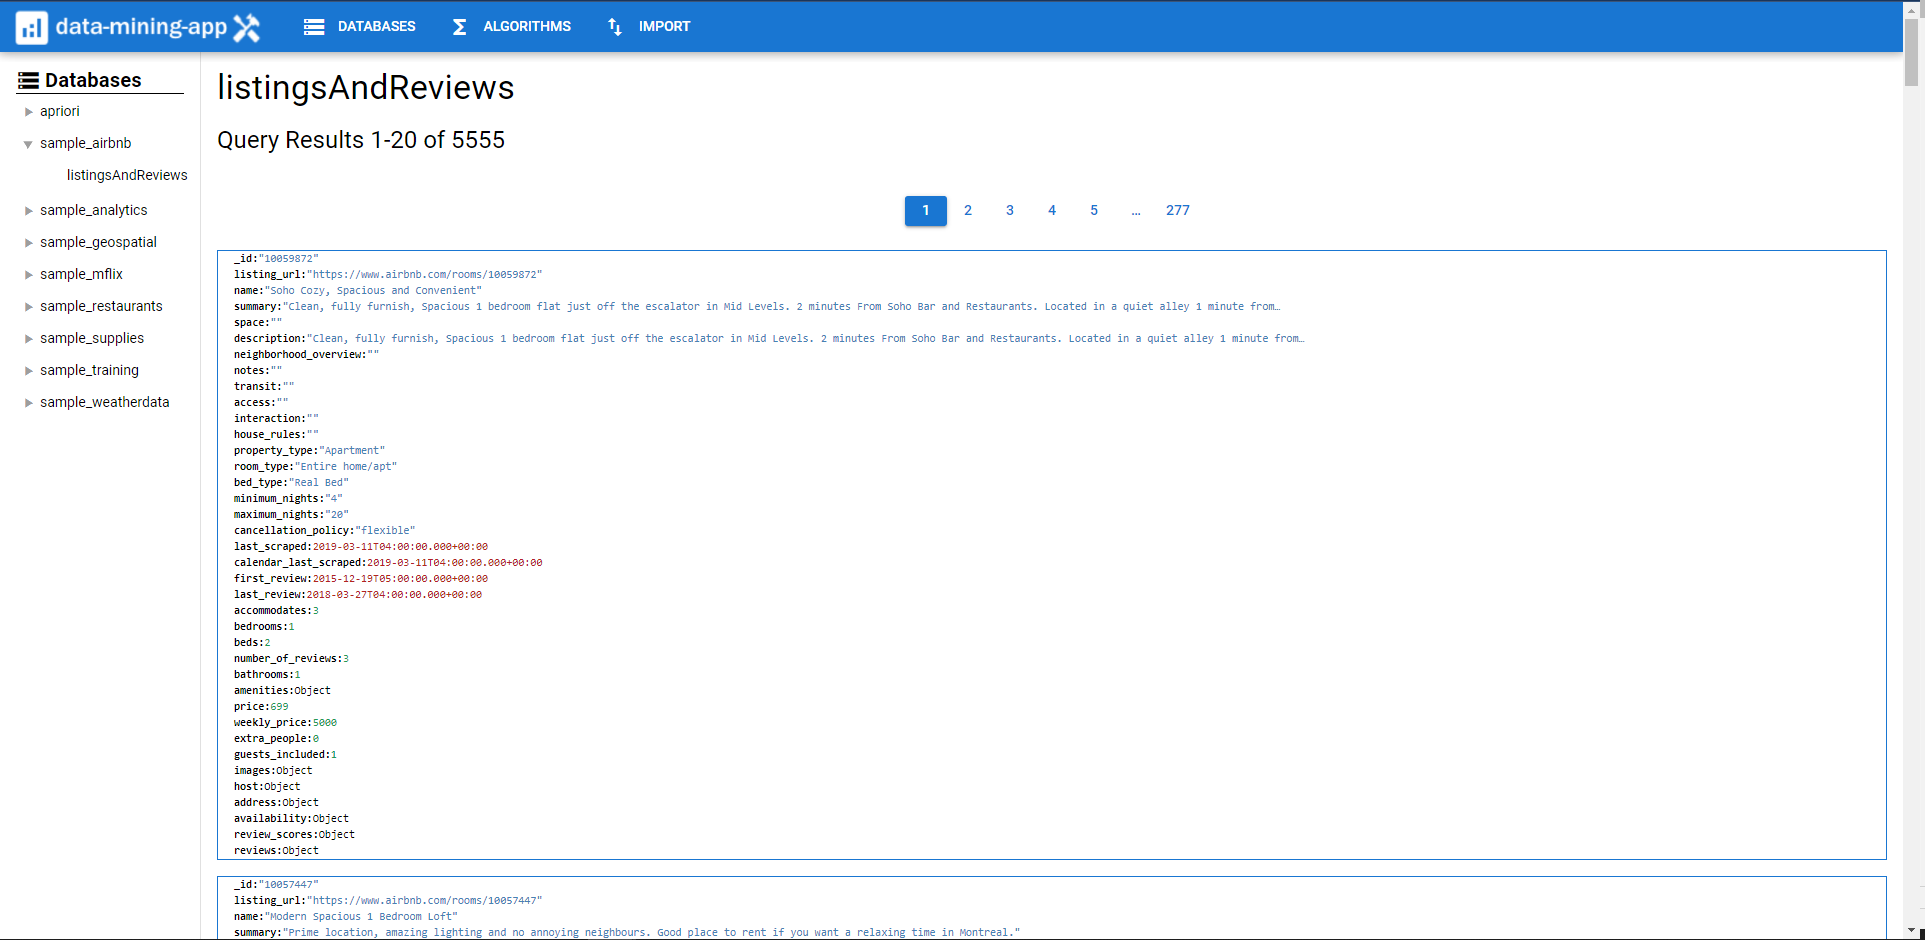 data-mining-app DATABASES ALGORITHMS IMPORT
Databases
apriori
sample_airbnb
listingsAndReviews
sample_analytics
sample_geospatial
sample_mflix
sample_restaurants
sample_supplies
sample_training
sample_weatherdata
listingsAndReviews
Query Results 1-20 of 5555
1 2 3 4 5 … 277
_id:"10059872"
listing_url:"https://www.airbnb.com/rooms/10059872"
name:"Soho Cozy, Spacious and Convenient"
summary:"Clean, fully furnish, Spacious 1 bedroom flat just off the escalator in Mid Levels. 2 minutes From Soho Bar and Restaurants. Located in a quiet alley 1 minute from…
space:""
description:"Clean, fully furnish, Spacious 1 bedroom flat just off the escalator in Mid Levels. 2 minutes From Soho Bar and Restaurants. Located in a quiet alley 1 minute from…
neighborhood_overview:""
notes:""
transit:""
access:""
interaction:""
house_rules:""
property_type:"Apartment"
room_type:"Entire home/apt"
bed_type:"Real Bed"
minimum_nights:"4"
maximum_nights:"20"
cancellation_policy:"flexible"
last_scraped:2019-03-11T04:00:00.000+00:00
calendar_last_scraped:2019-03-11T04:00:00.000+00:00
first_review:2015-12-19T05:00:00.000+00:00
last_review:2018-03-27T04:00:00.000+00:00
accommodates:3
bedrooms:1
beds:2
number_of_reviews:3
bathrooms:1
amenities:Object
price:699
weekly_price:5000
extra_people:0
guests_included:1
images:Object
host:Object
address:Object
availability:Object
review_scores:Object
reviews:Object
_id:"10057447"
listing_url:"https://www.airbnb.com/rooms/10057447"
name:"Modern Spacious 1 Bedroom Loft"
summary:"Prime location, amazing lighting and no annoying neighbours. Good place to rent if you want a relaxing time in Montreal."